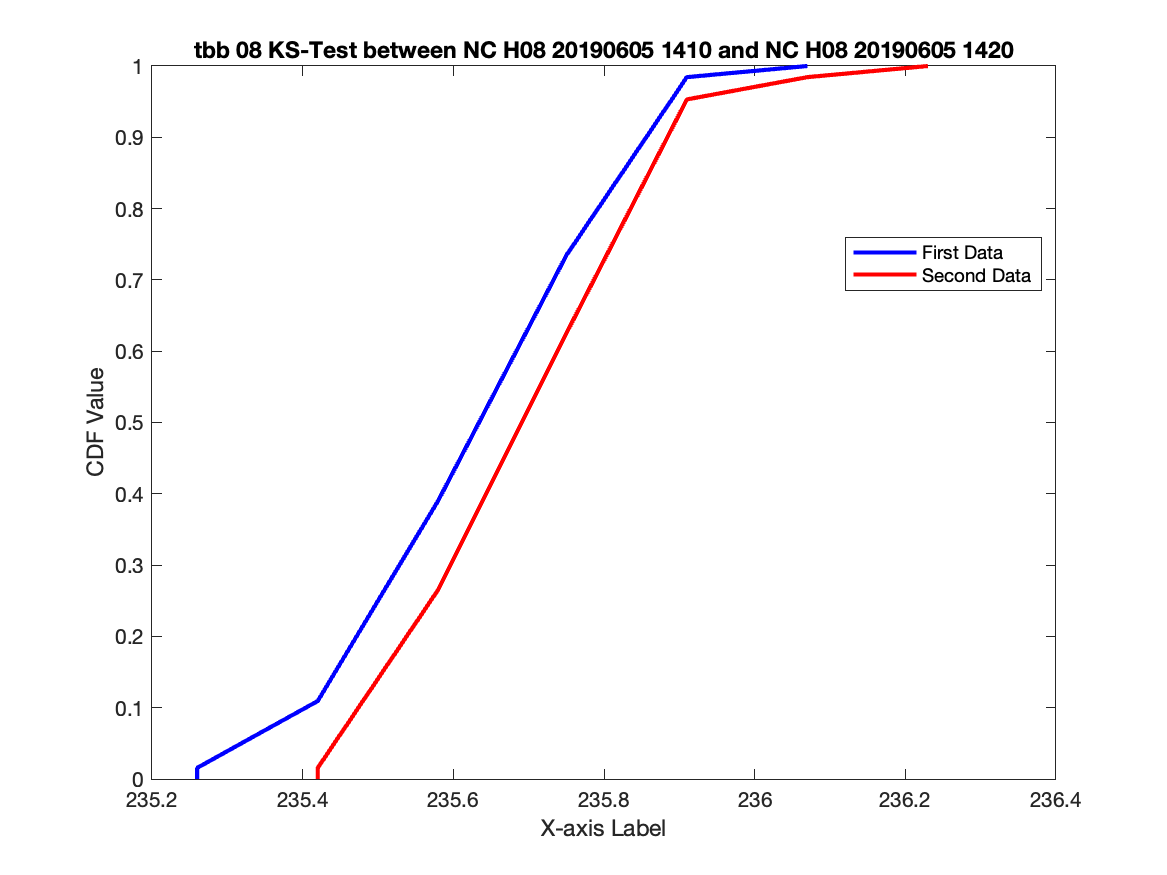 tbb 08 KS-Test between NC H08 20190605 1410 and NC H08 20190605 1420
1
0.9
0.8
0.7
0.6
0.5
0.4
0.3
0.2
0.1
0
CDF Value
First Data
Second Data
235.2 235.4 235.6 235.8 236 236.2 236.4
X-axis Label